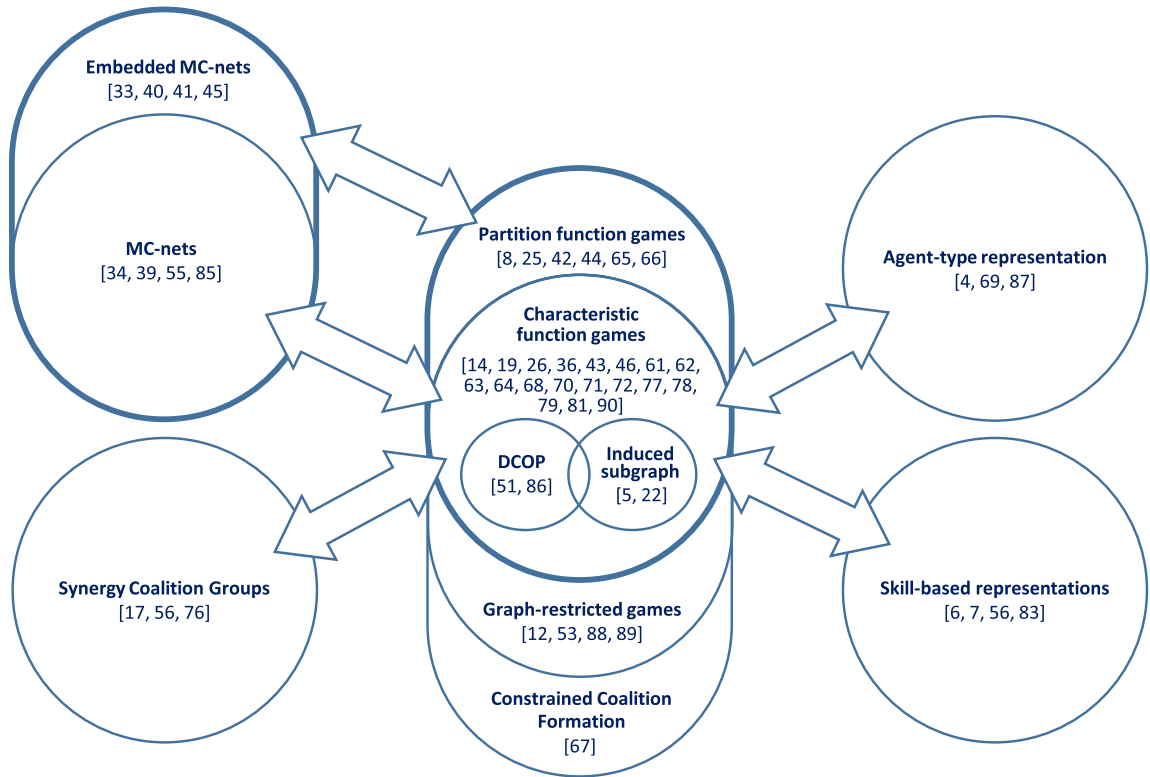 Embedded MC-nets
[33, 40, 41, 45]
MC-nets
[34, 39, 55, 85]
Partition function games
[8, 25, 42, 44, 65, 66]
Characteristic
function games
[14, 19, 26, 36, 43, 46, 61, 62,
63, 64, 68, 70, 71, 72, 77, 78,
79, 81, 90]
DCOP
[51, 86]
Induced
subgraph
[5, 22]
Agent-type representation
[4, 69, 87]
Synergy Coalition Groups
[17, 56, 76]
Graph-restricted games
[12, 53, 88, 89]
Constrained Coalition
Formation
[67]
Skill-based representations
[6, 7, 56, 83]